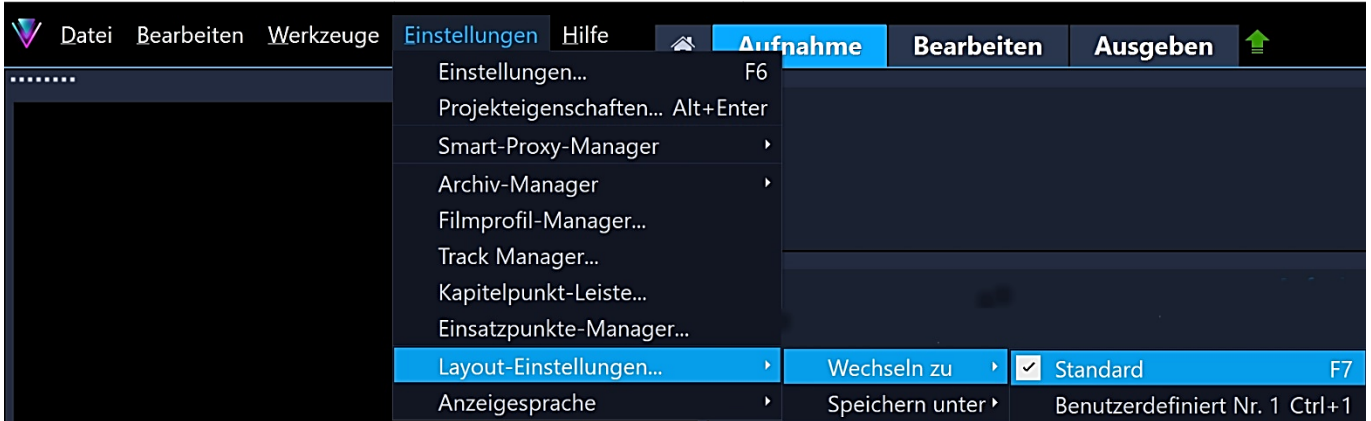 Datei Bearbeiten Werkzeuge Einstellungen Hilfe Aufnahme Bearbeiten Ausgeben
Einstellungen... F6
Projekteigenschaften... Alt+Enter
Smart-Proxy-Manager
Archiv-Manager
Filmprofil-Manager...
Track Manager...
Kapitelpunkt-Leiste...
Einsatzpunkte-Manager...
Layout-Einstellungen... Wechseln zu Standard F7
Anzeigesprache Speichern unter Benutzerdefiniert Nr. 1 Ctrl+1